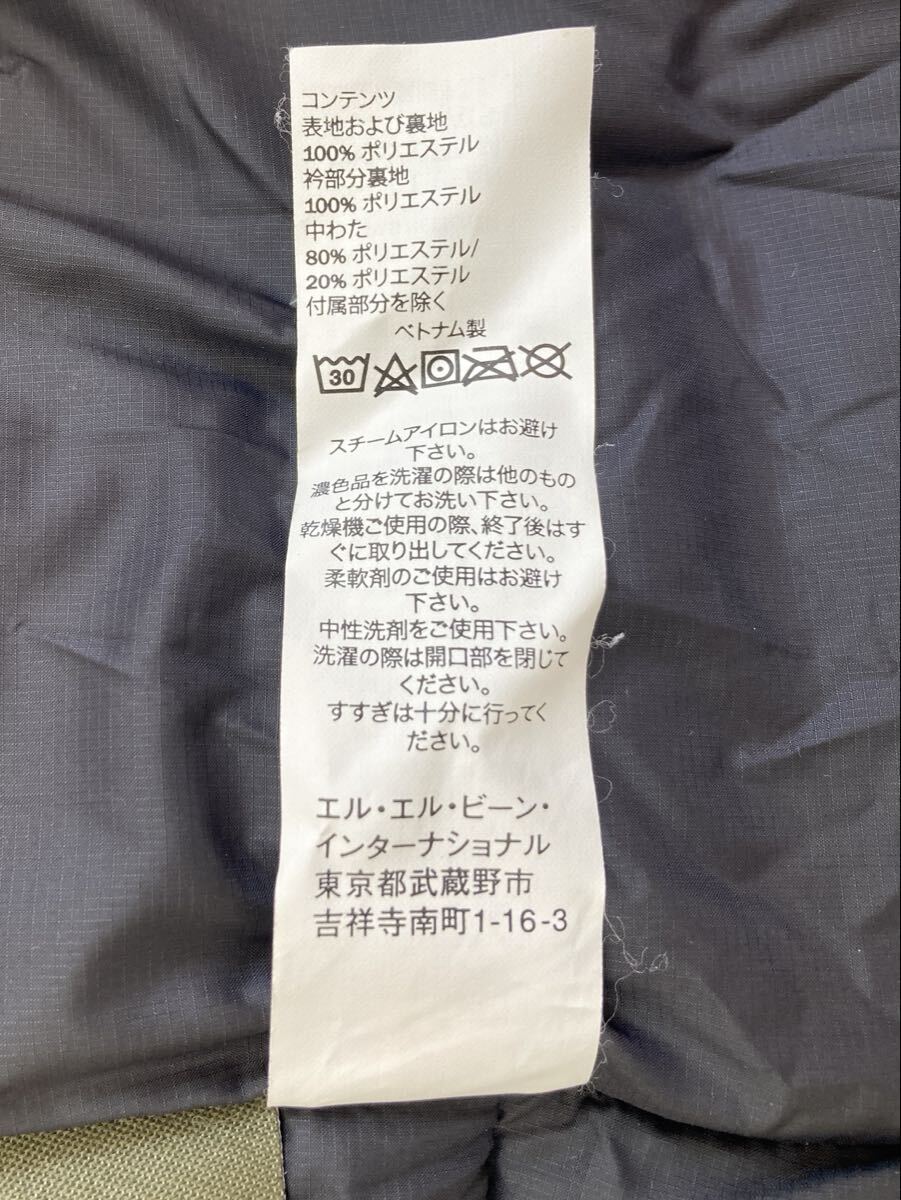 コンテンツ
表地および裏地
100% ポリエステル
衿部分裏地
100% ポリエステル
中わた
80% ポリエステル/
20% ポリエステル
付属部分を除く
ベトナム製
30
スチームアイロンはお避け
下さい。
濃色品を洗濯の際は他のもの
と分けてお洗い下さい。
乾燥機ご使用の際、終了後はす
ぐに取り出してください。
柔軟剤のご使用はお避け
下さい。
中性洗剤をご使用下さい。
洗濯の際は開口部を閉じて
ください。
すすぎは十分に行ってく
ださい。
エル・エル・ビーン・
インターナショナル
東京都武蔵野市
吉祥寺南町1-16-3